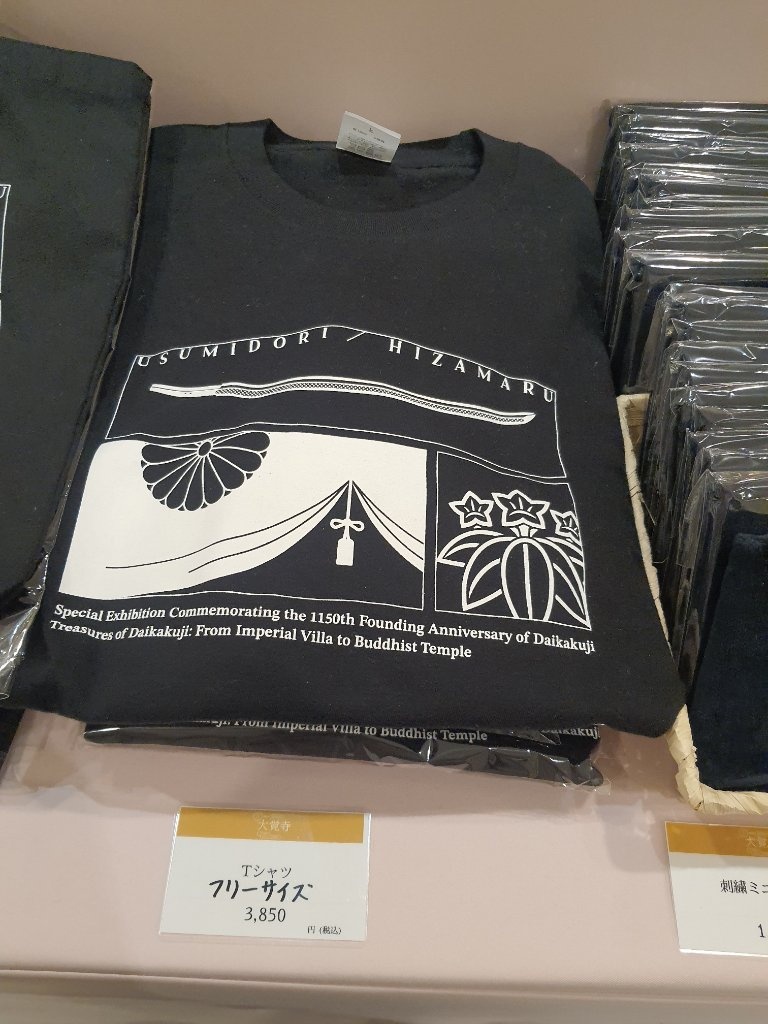 L
USUMIDORI / HIZAMARU
Special Exhibition Commemorating the 1150th Founding Anniversary of Daikakuji
Treasures of Daikakuji: From Imperial Villa to Buddhist Temple
From Imperial Villa to Buddhist Temple
大覚寺
Tシャツ
フリーサイズ
3,850
円 (税込)
大覚
刺繍ミニ
1